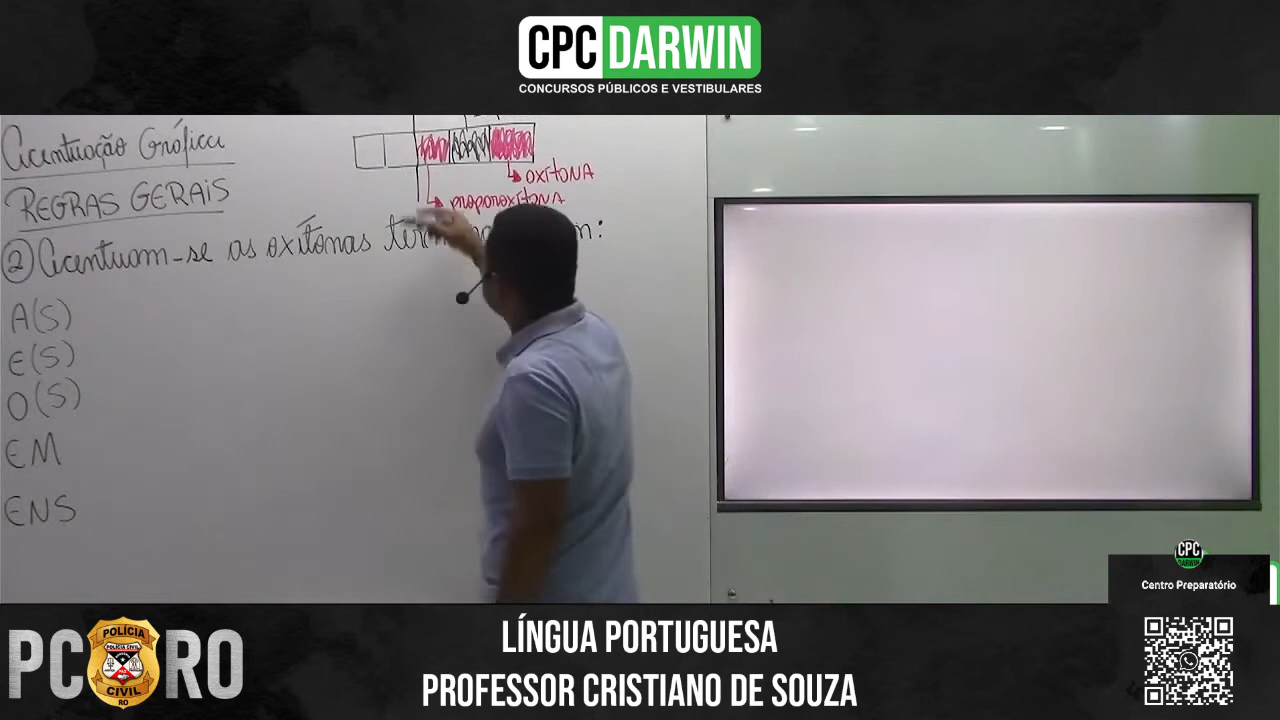 CPC DARWIN
CONCURSOS PÚBLICOS E VESTIBULARES
Acentuação Gráfica
REGRAS GERAIS
oxítonA
proporoxítonA
② Acentuam-se as oxítonas
A(S)
E(S)
O(S)
EM
ENS
CPC
DARWIN
Centro Preparatório
PC RO
POLÍCIA
POLÍCIA CIVIL
CIVIL
RO
LÍNGUA PORTUGUESA
PROFESSOR CRISTIANO DE SOUZA